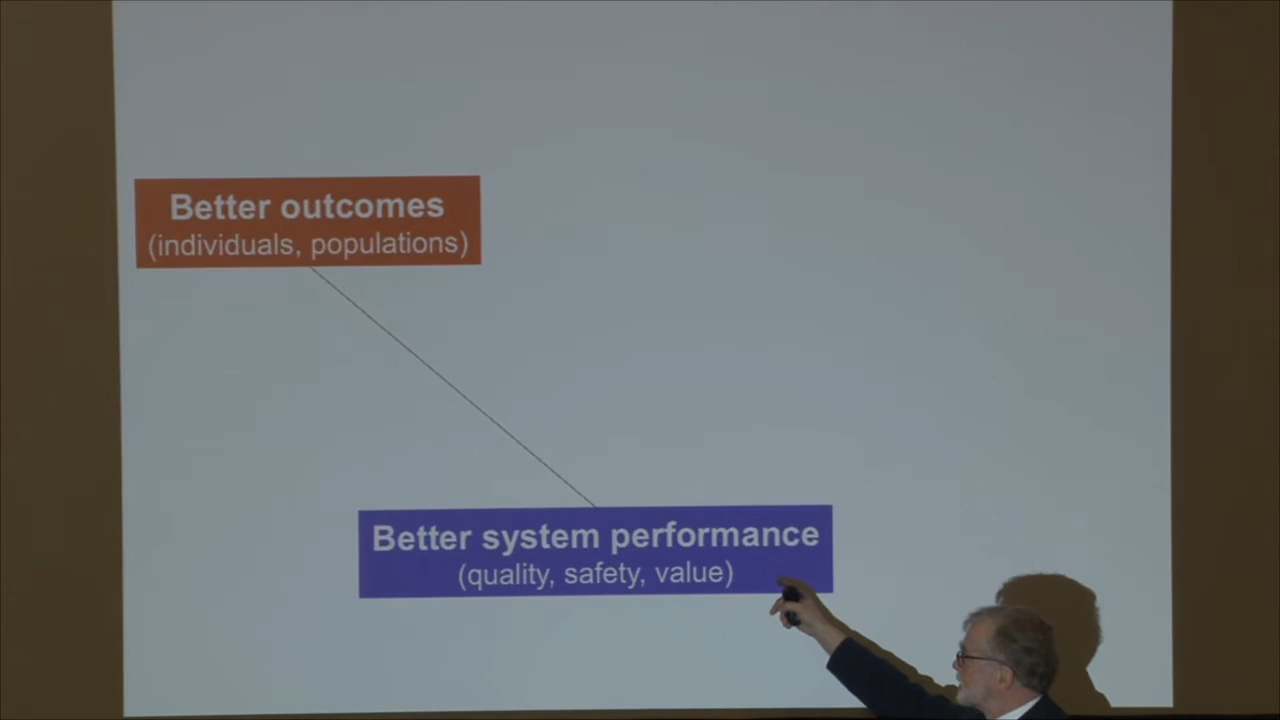 Better outcomes
(individuals, populations)
Better system performance
(quality, safety, value)